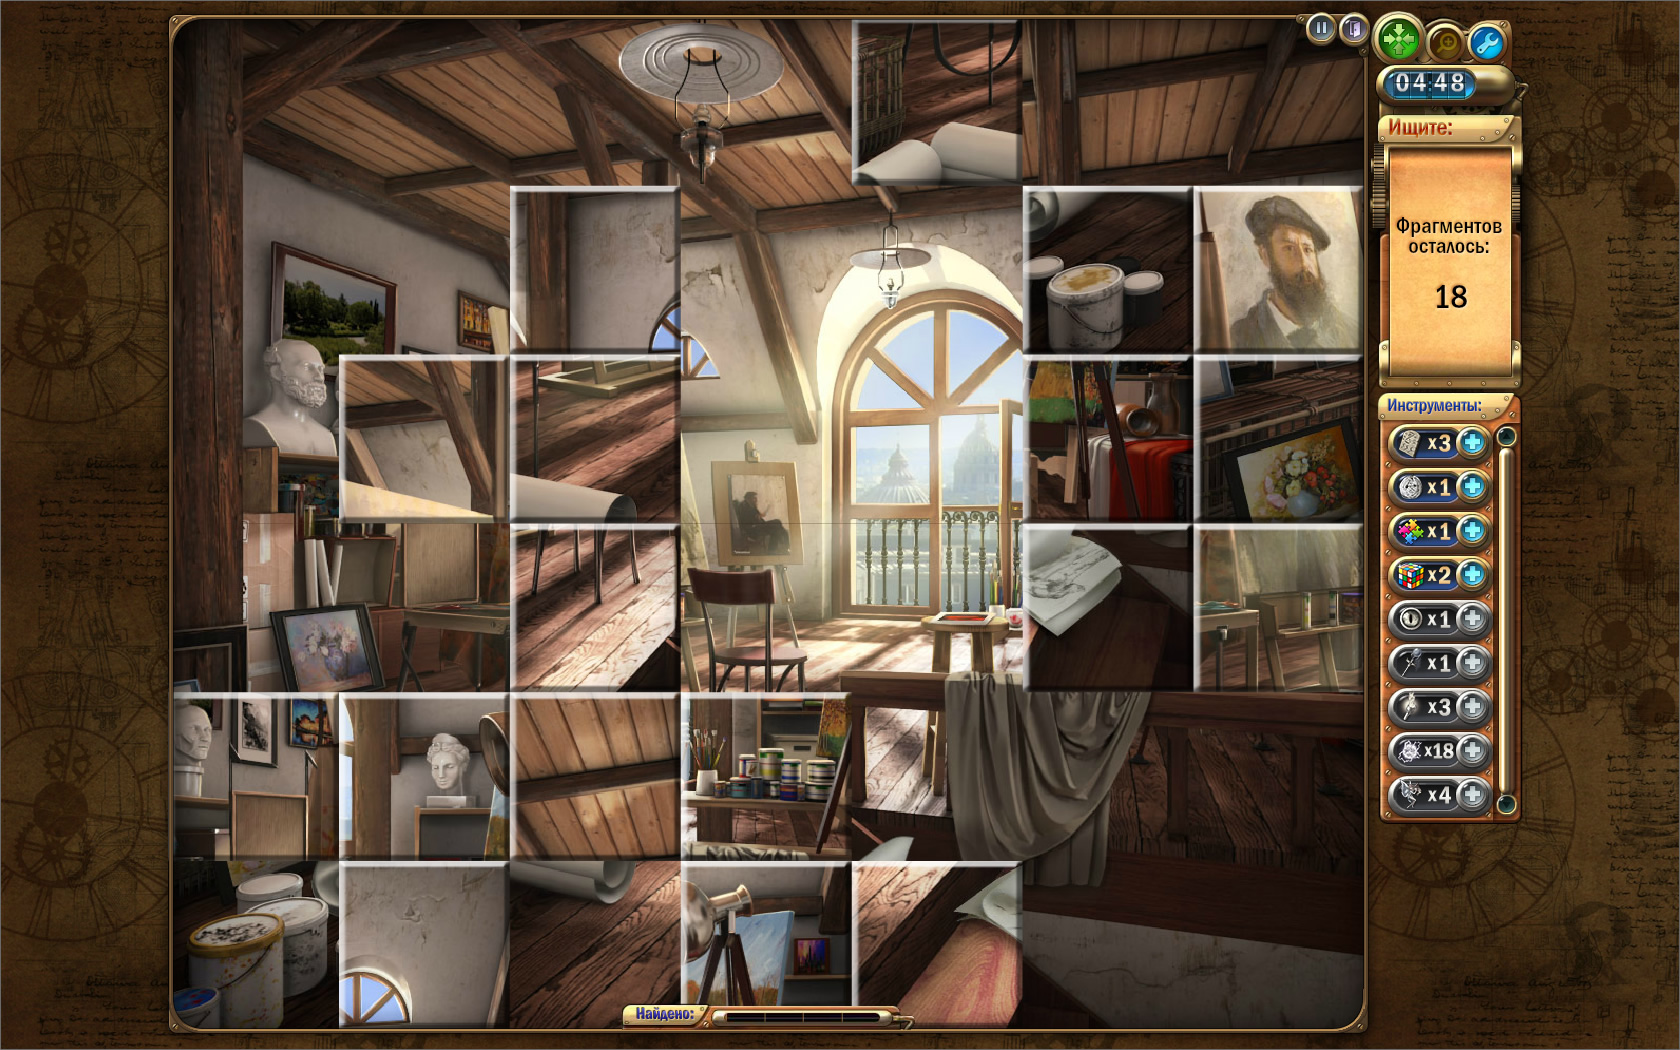 04:48
Ищите:
Фрагментов
осталось:
18
Инструменты:
x3
x1
x1
x2
x1
x1
x3
x18
x4
Найдено: